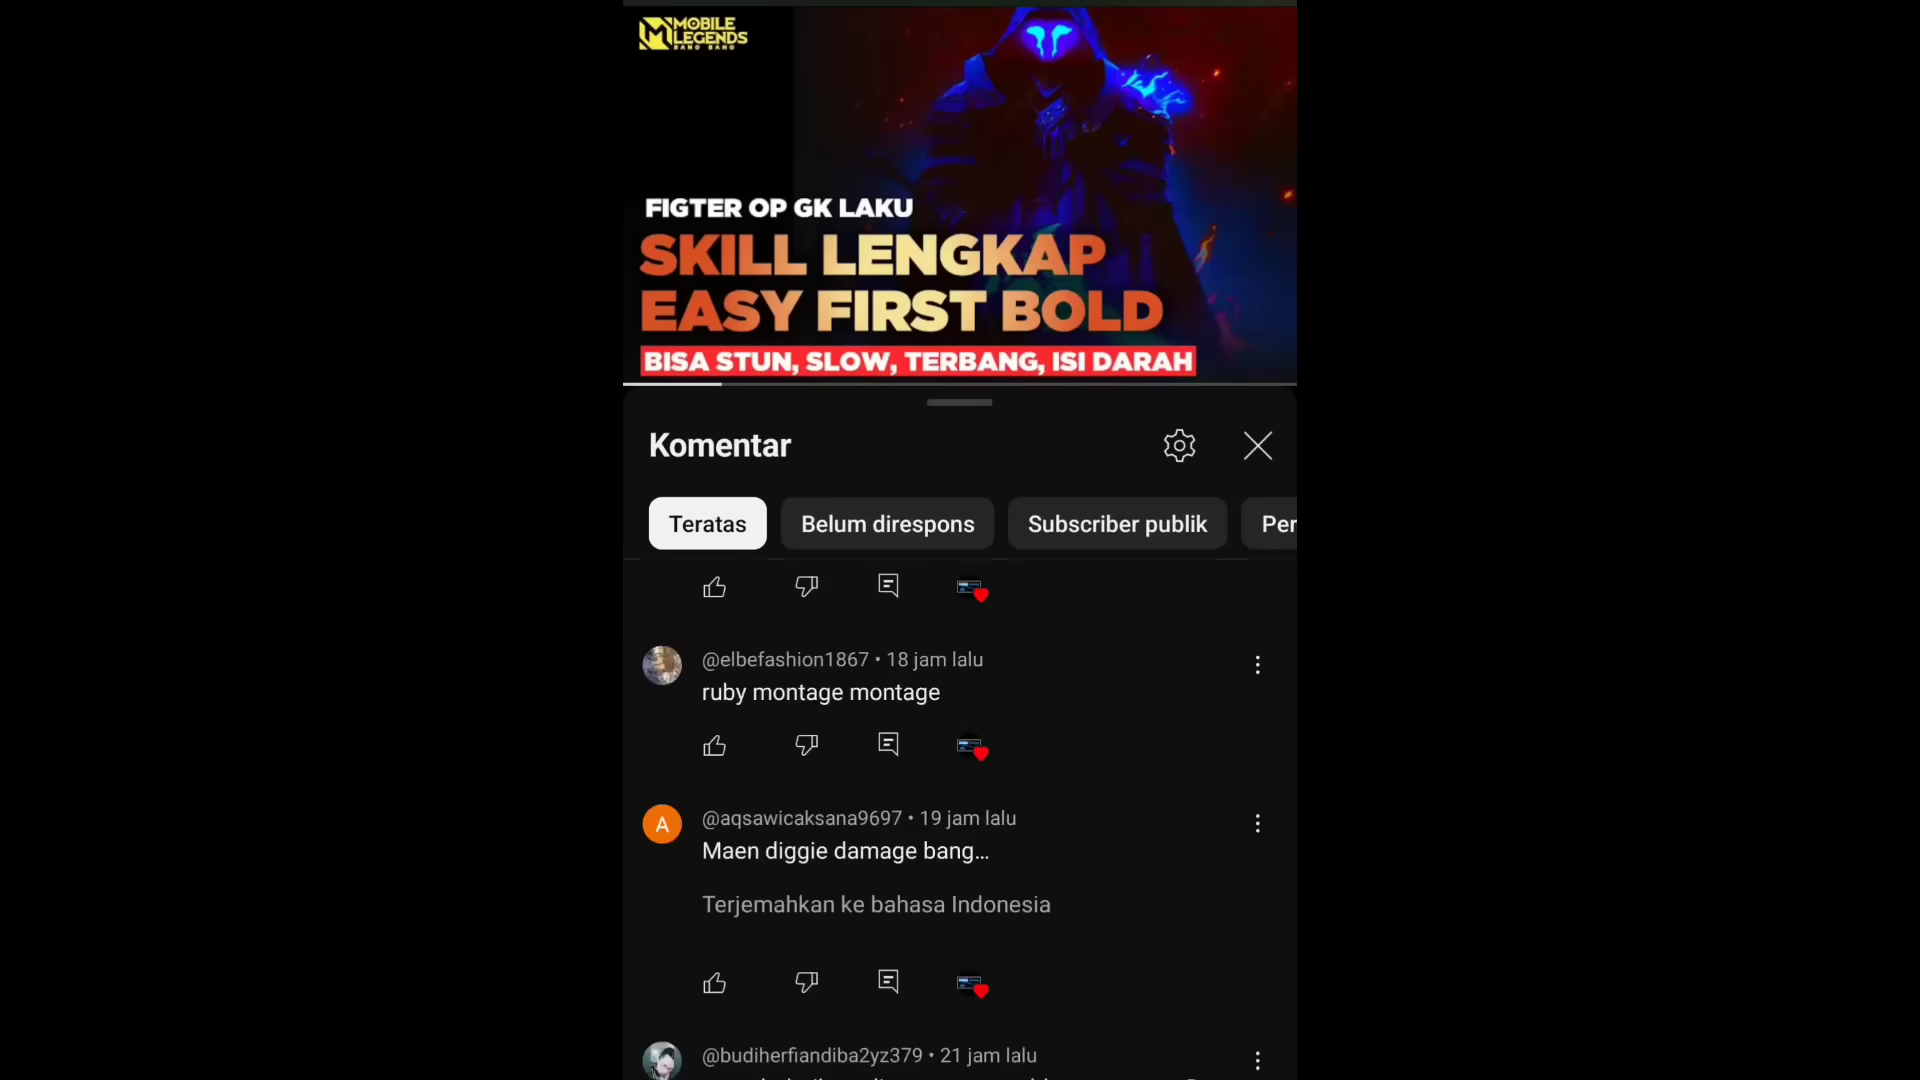 MOBILE
LEGENDS
BANG BANG
FIGTER OP GK LAKU
SKILL LENGKAP
EASY FIRST BOLD
BISA STUN, SLOW, TERBANG, ISI DARAH
Komentar
Teratas
Belum direspons
Subscriber publik
Per
@elbefashion1867 • 18 jam lalu
ruby montage montage
@aqsawicaksana9697 • 19 jam lalu
A
Maen diggie damage bang...
Terjemahkan ke bahasa Indonesia
@budiherfiandiba2yz379 • 21 jam lalu